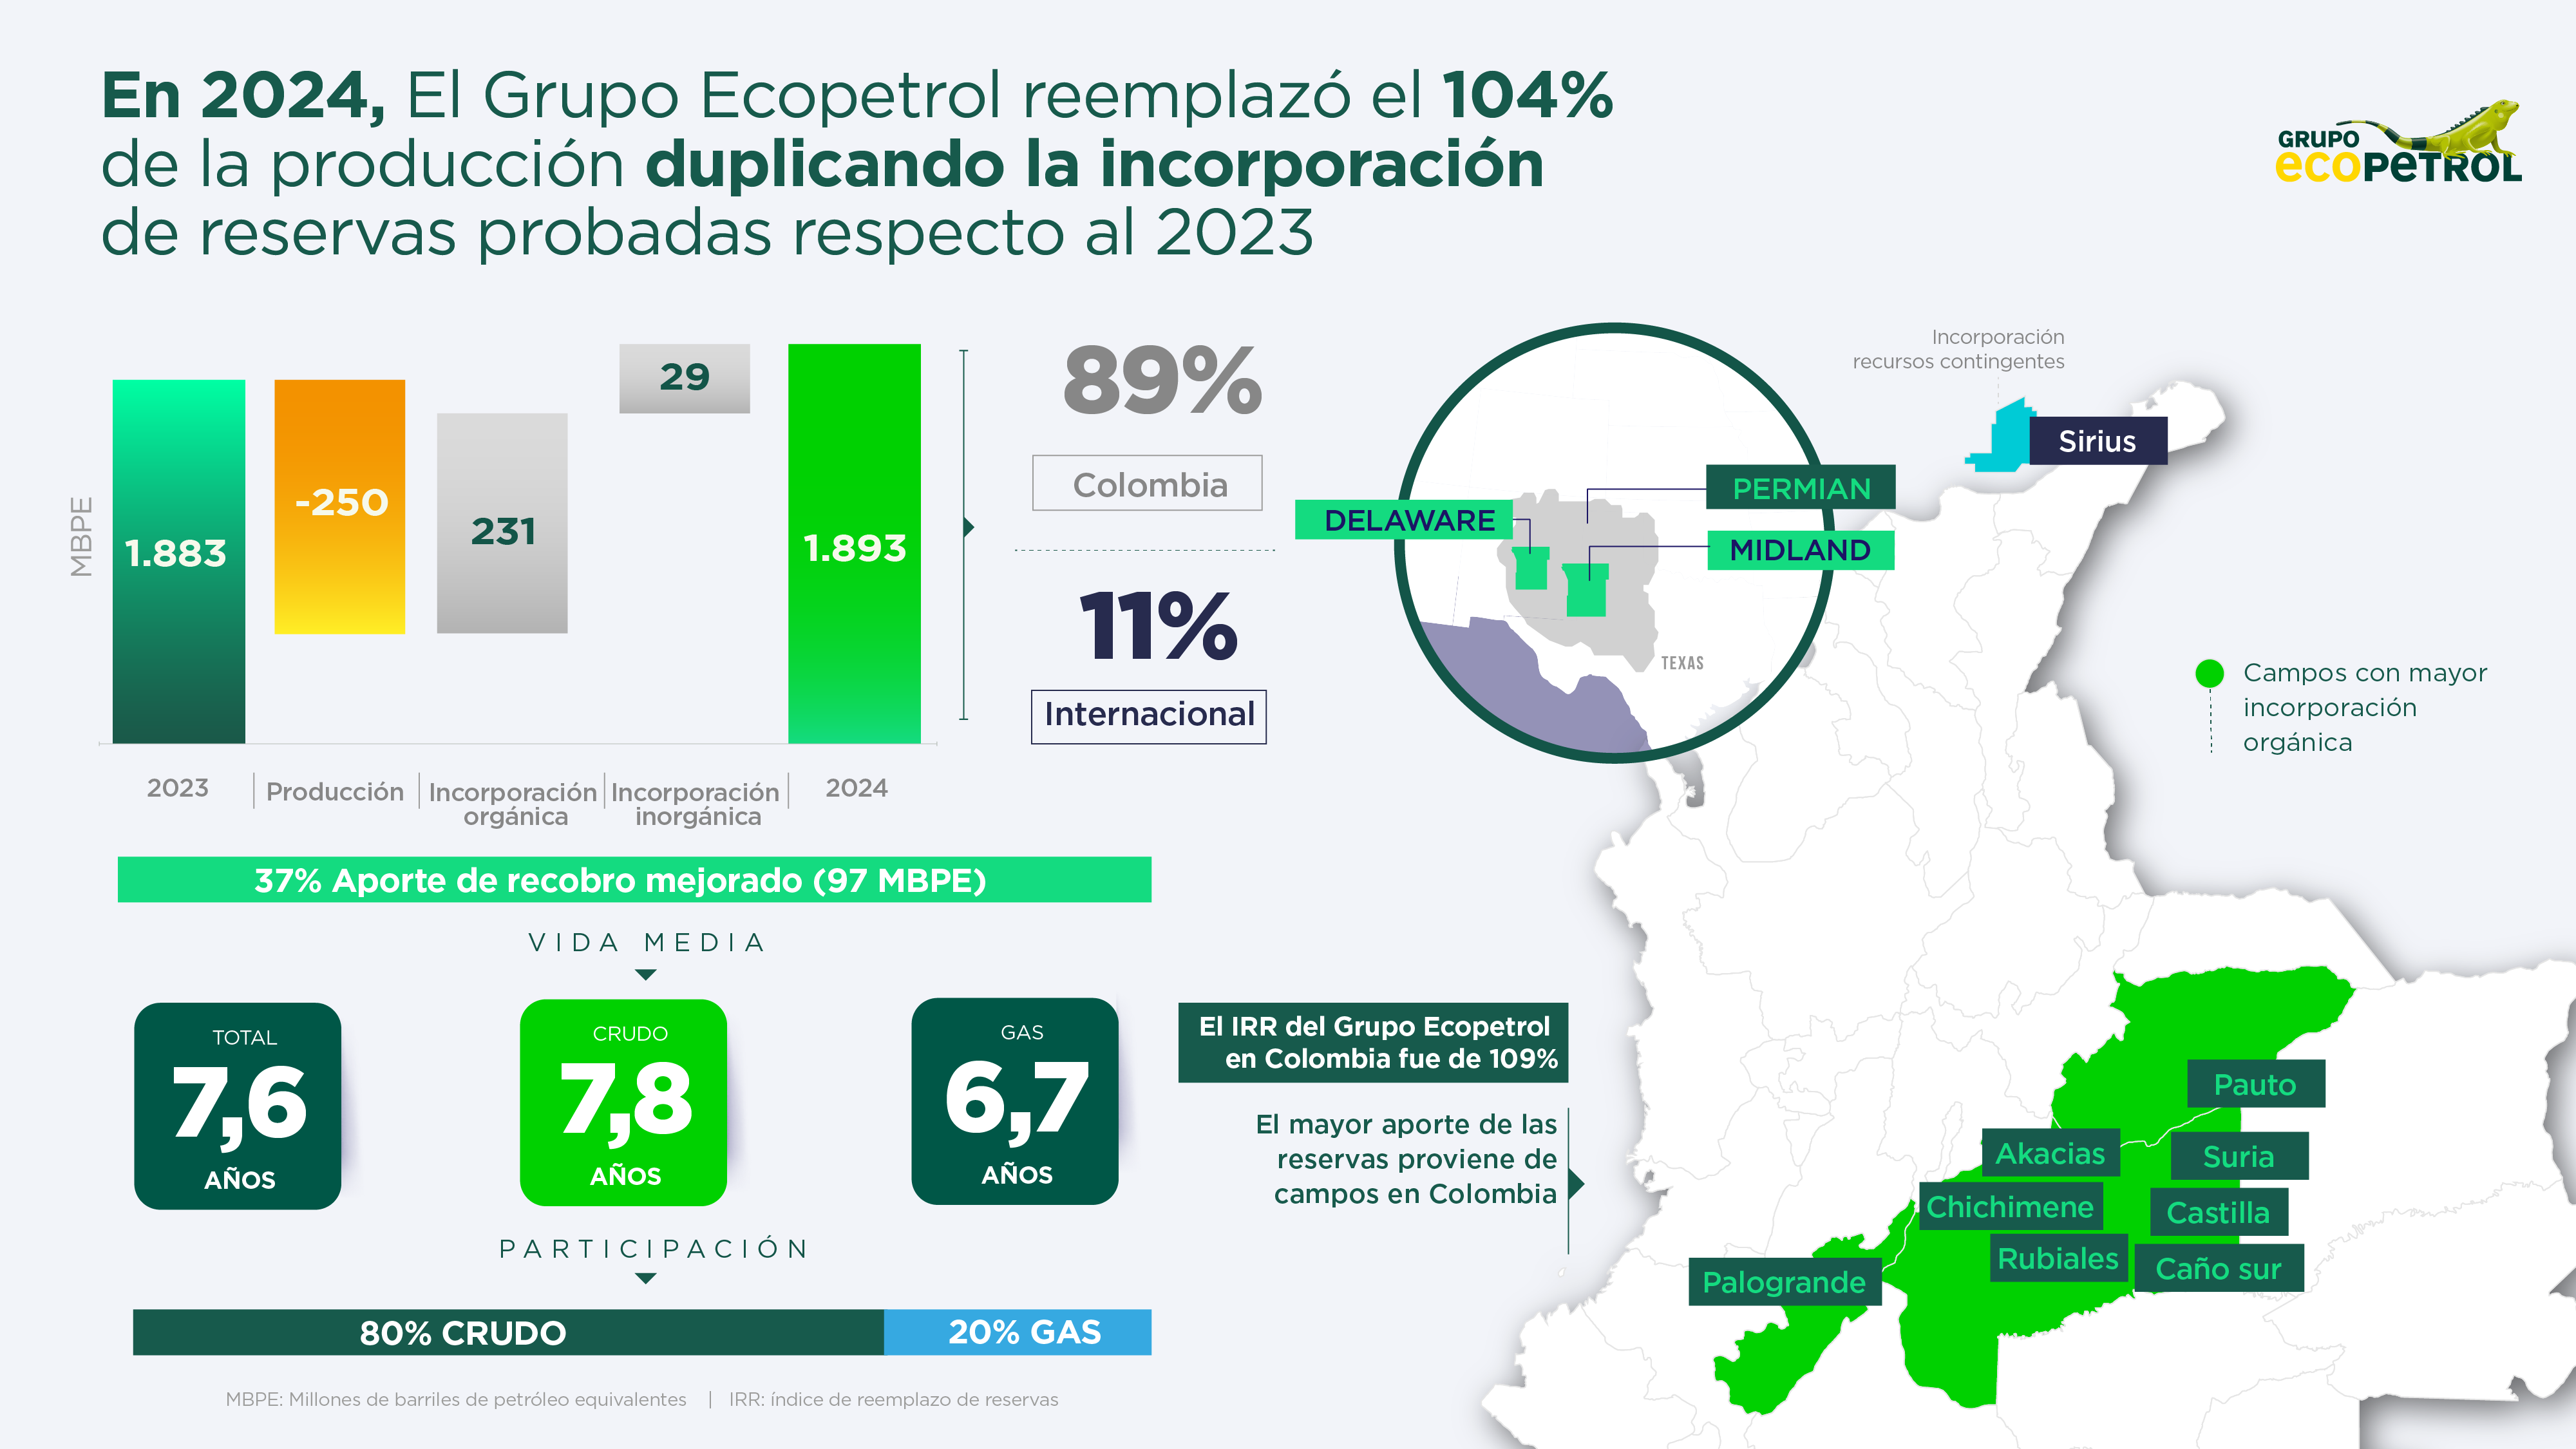 En 2024, El Grupo Ecopetrol reemplazó el 104%
de la producción duplicando la incorporación
de reservas probadas respecto al 2023
GRUPO
ecopetrol
MBPE
1.883
-250
231
29
1.893
2023
Producción
Incorporación
orgánica
Incorporación
inorgánica
2024
89%
Colombia
11%
Internacional
DELAWARE
PERMIAN
MIDLAND
TEXAS
Incorporación
recursos contingentes
Sirius
Campos con mayor
incorporación
orgánica
37% Aporte de recobro mejorado (97 MBPE)
VIDA MEDIA
TOTAL
7,6
AÑOS
CRUDO
7,8
AÑOS
GAS
6,7
AÑOS
PARTICIPACIÓN
80% CRUDO
20% GAS
MBPE: Millones de barriles de petróleo equivalentes | IRR: índice de reemplazo de reservas
El IRR del Grupo Ecopetrol
en Colombia fue de 109%
El mayor aporte de las
reservas proviene de
campos en Colombia
Pauto
Akacias
Suria
Chichimene
Castilla
Rubiales
Caño sur
Palogrande